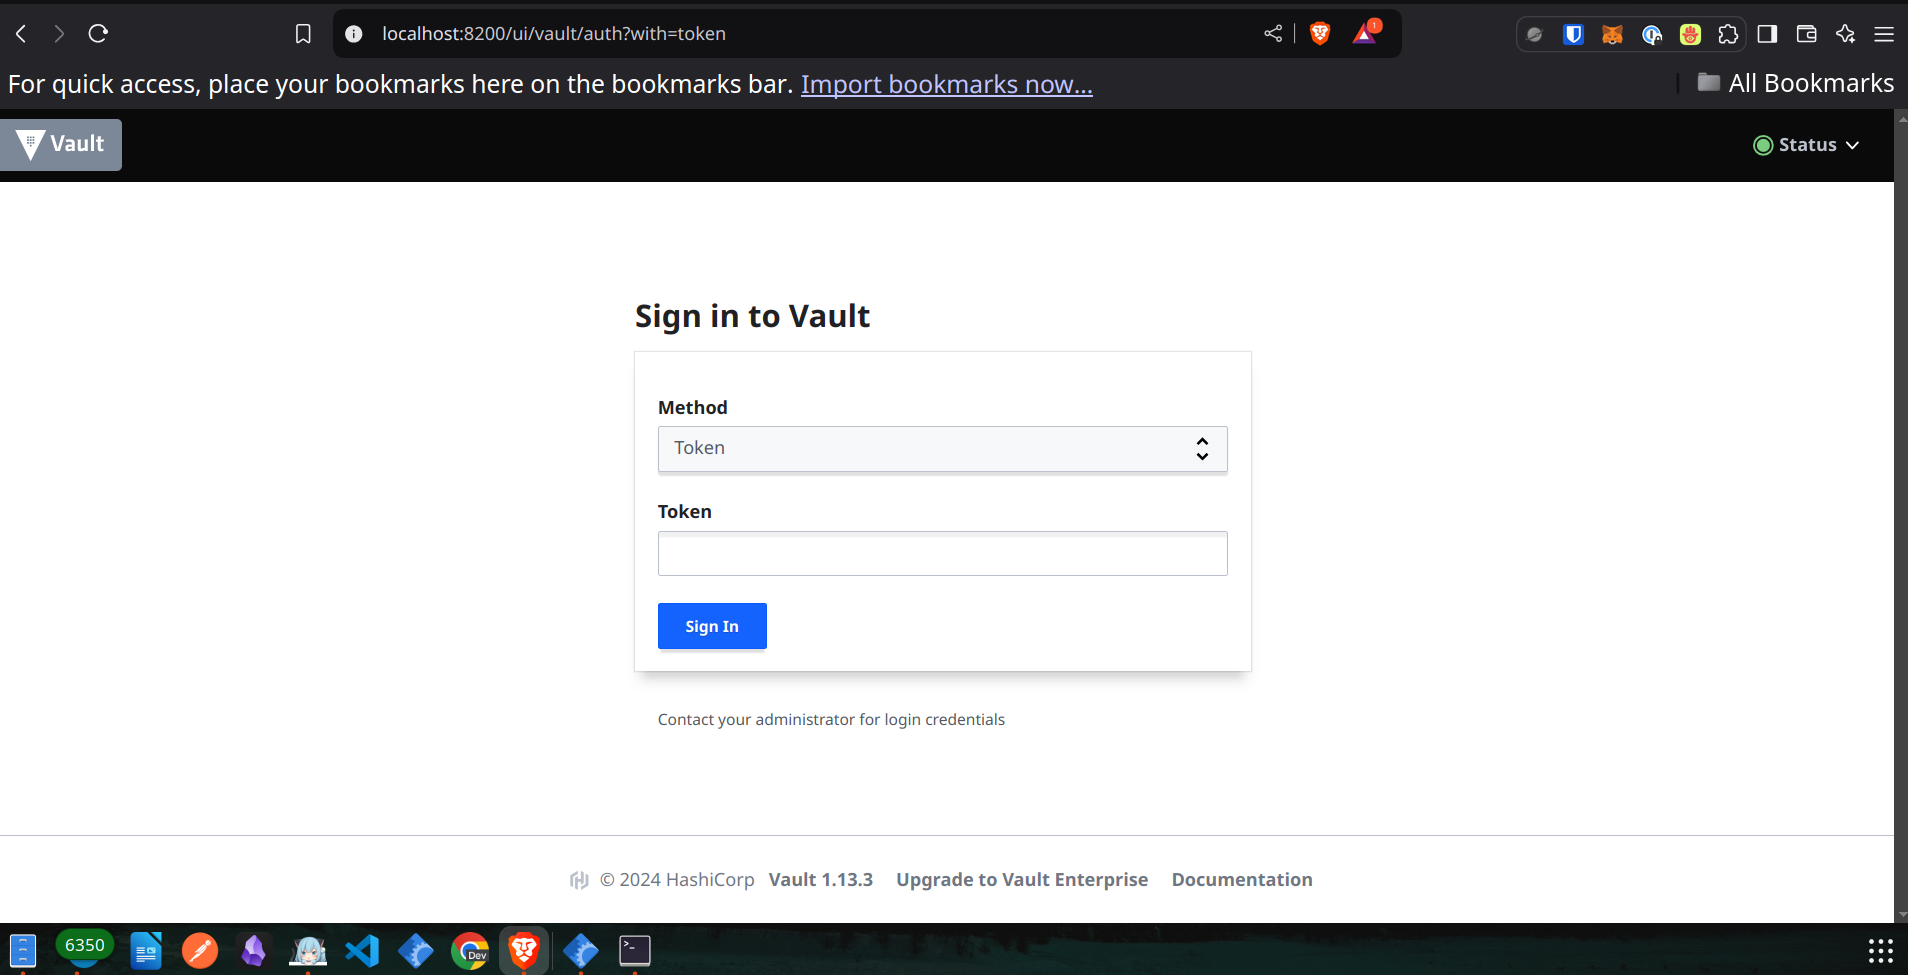 localhost:8200/ui/vault/auth?with=token
1
For quick access, place your bookmarks here on the bookmarks bar. Import bookmarks now...
All Bookmarks
Vault
Status
Sign in to Vault
Method
Token
Token
Sign In
Contact your administrator for login credentials
© 2024 HashiCorp Vault 1.13.3 Upgrade to Vault Enterprise Documentation
6350
Dev